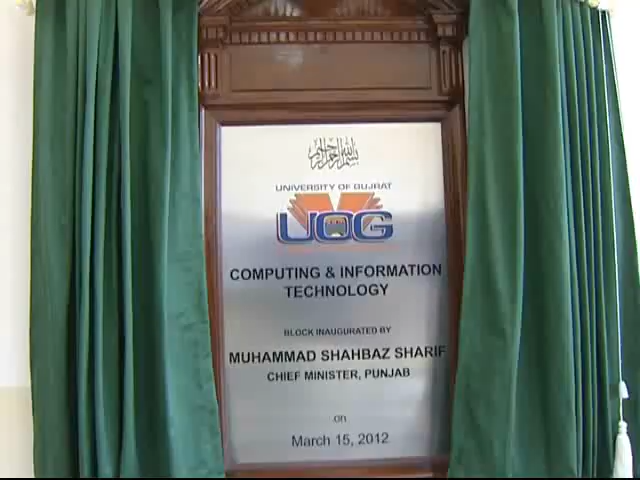 بسم الله الرحمن الرحيم
UNIVERSITY OF GUJRAT
UOG
COMPUTING & INFORMATION
TECHNOLOGY
BLOCK INAUGURATED BY
MUHAMMAD SHAHBAZ SHARIF
CHIEF MINISTER, PUNJAB
on
March 15, 2012